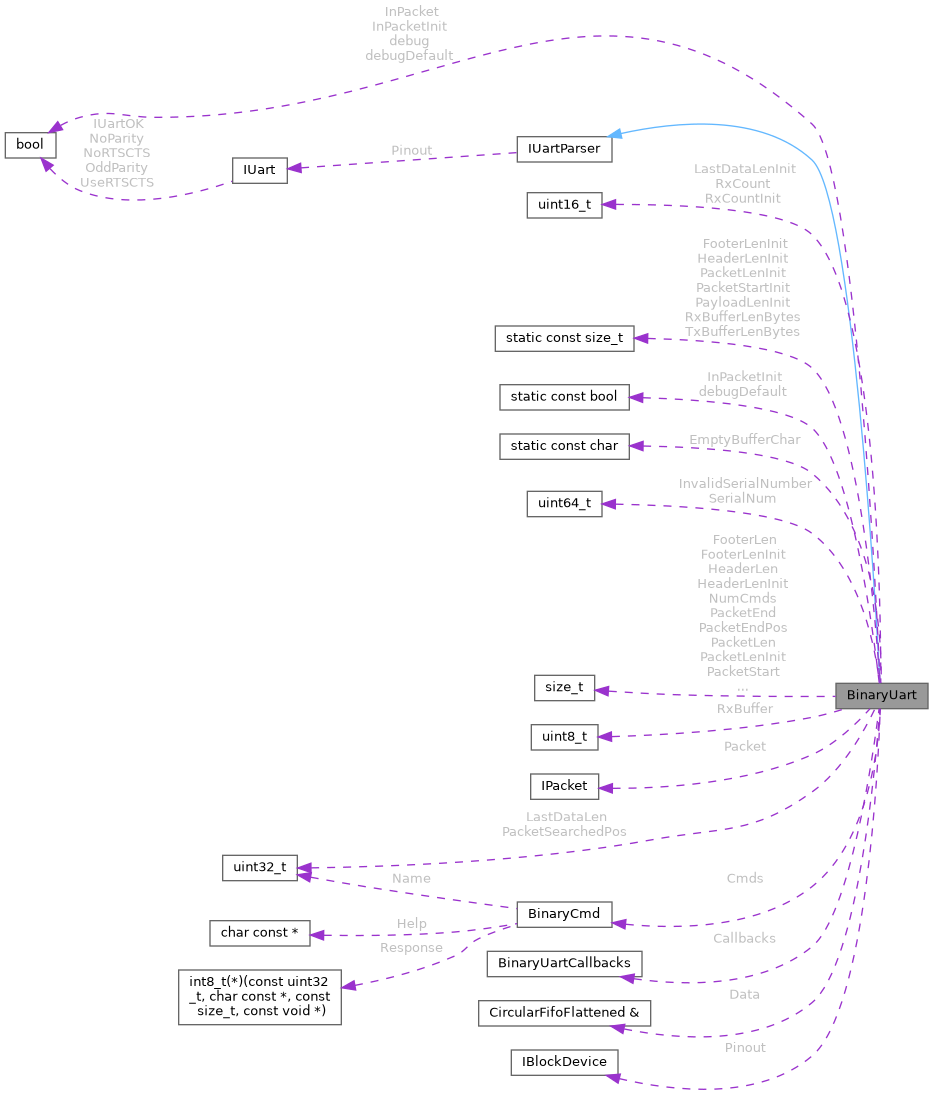 InPacket
InPacketInit
debug
debugDefault
IUartOK
NoParity
NoRTSCTS
OddParity
UseRTSCTS
bool
IUart
Pinout
IUartParser
LastDataLenInit
RxCount
RxCountInit
uint16_t
FooterLenInit
HeaderLenInit
PacketLenInit
PacketStartInit
PayloadLenInit
RxBufferLenBytes
TxBufferLenBytes
static const size_t
InPacketInit
debugDefault
static const bool
EmptyBufferChar
static const char
InvalidSerialNumber
SerialNum
uint64_t
FooterLen
FooterLenInit
HeaderLen
HeaderLenInit
NumCmds
PacketEnd
PacketEndPos
PacketLen
PacketLenInit
PacketStart
...
size_t
BinaryUart
RxBuffer
uint8_t
Packet
IPacket
LastDataLen
PacketSearchedPos
uint32_t
Name
Cmds
BinaryCmd
Help
char const *
Response
Callbacks
BinaryUartCallbacks
int8_t(*)(const uint32
_t, char const *, const
size_t, const void *)
Data
CircularFifoFlattened &
Pinout
IBlockDevice